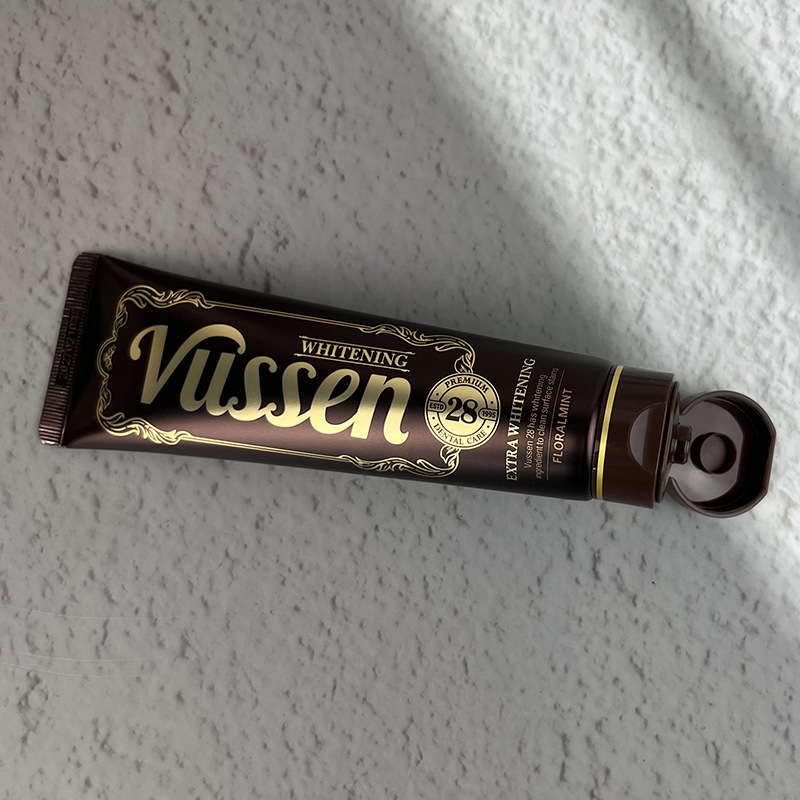 WHITENING
Vussen
PREMIUM
ESTD 28 1995
DENTAL CARE
EXTRA WHITENING
Vussen 28 has whitening
ingredient to clean surface stains
FLORALMINT